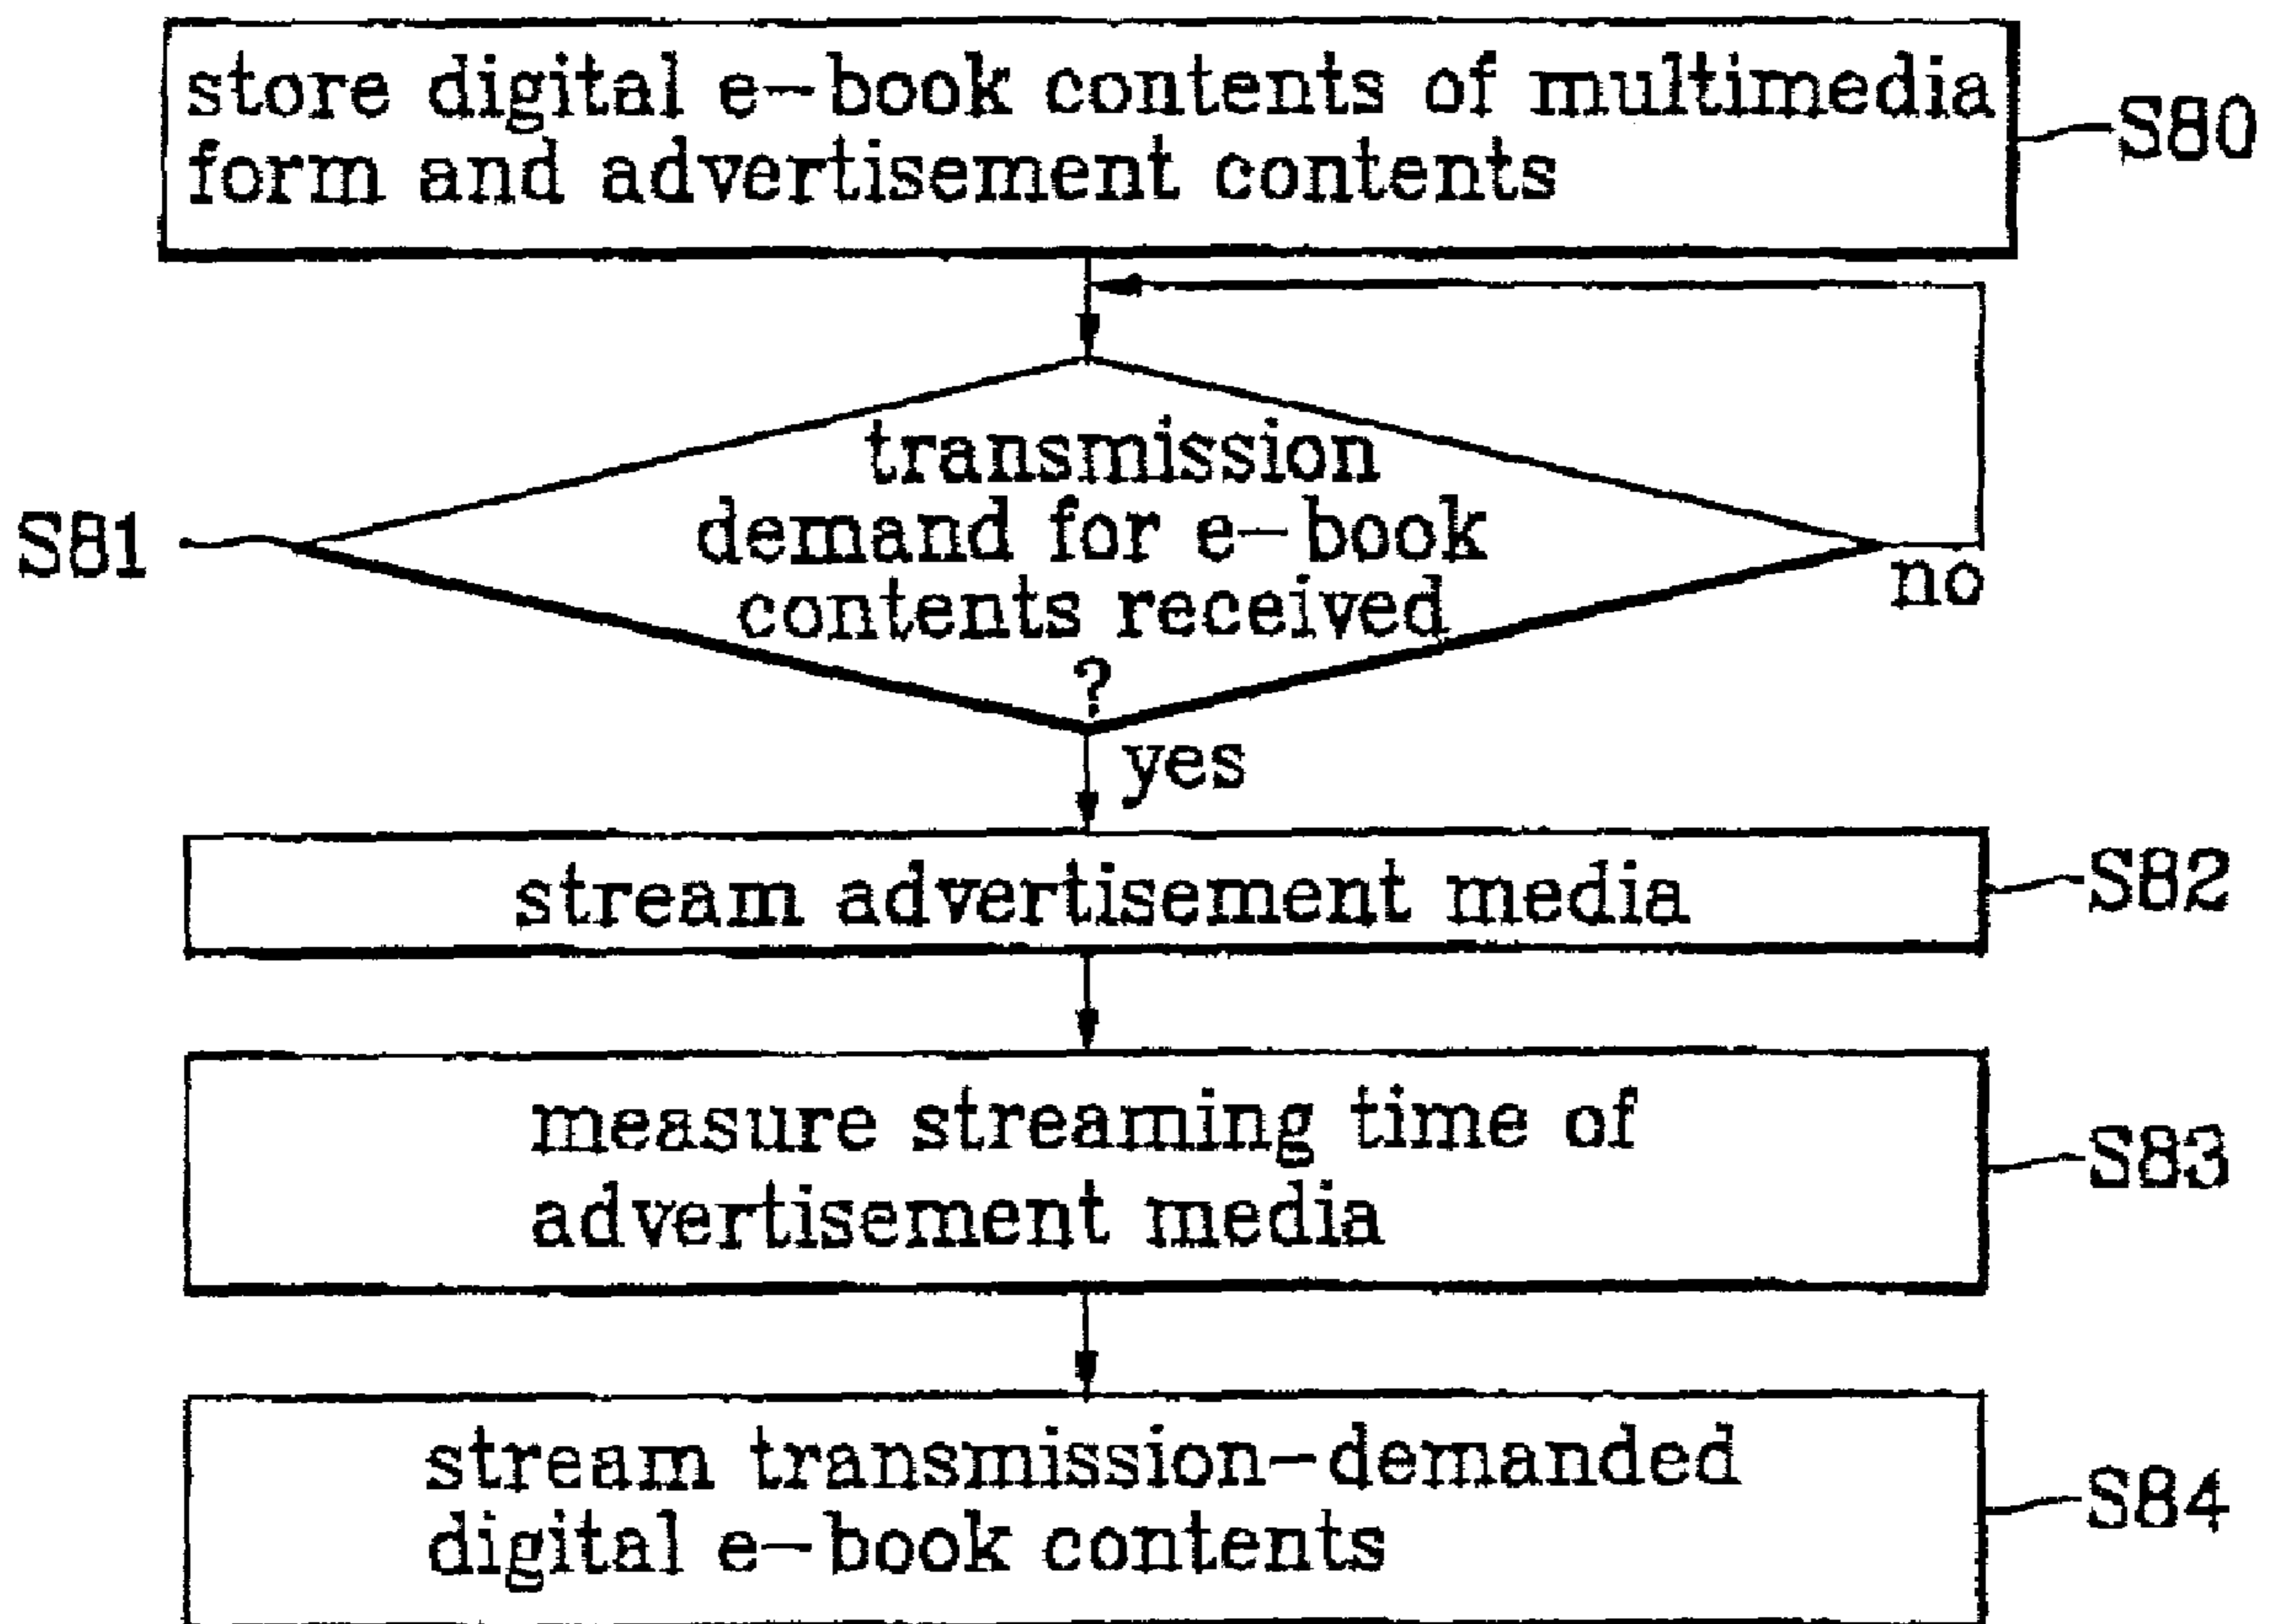 store digital e-book contents of multimedia
form and advertisement contents
S80
transmission
demand for e-book
contents received
?
S81
no
yes
stream advertisement media
S82
measure streaming time of
advertisement media
S83
stream transmission-demanded
digital e-book contents
S84